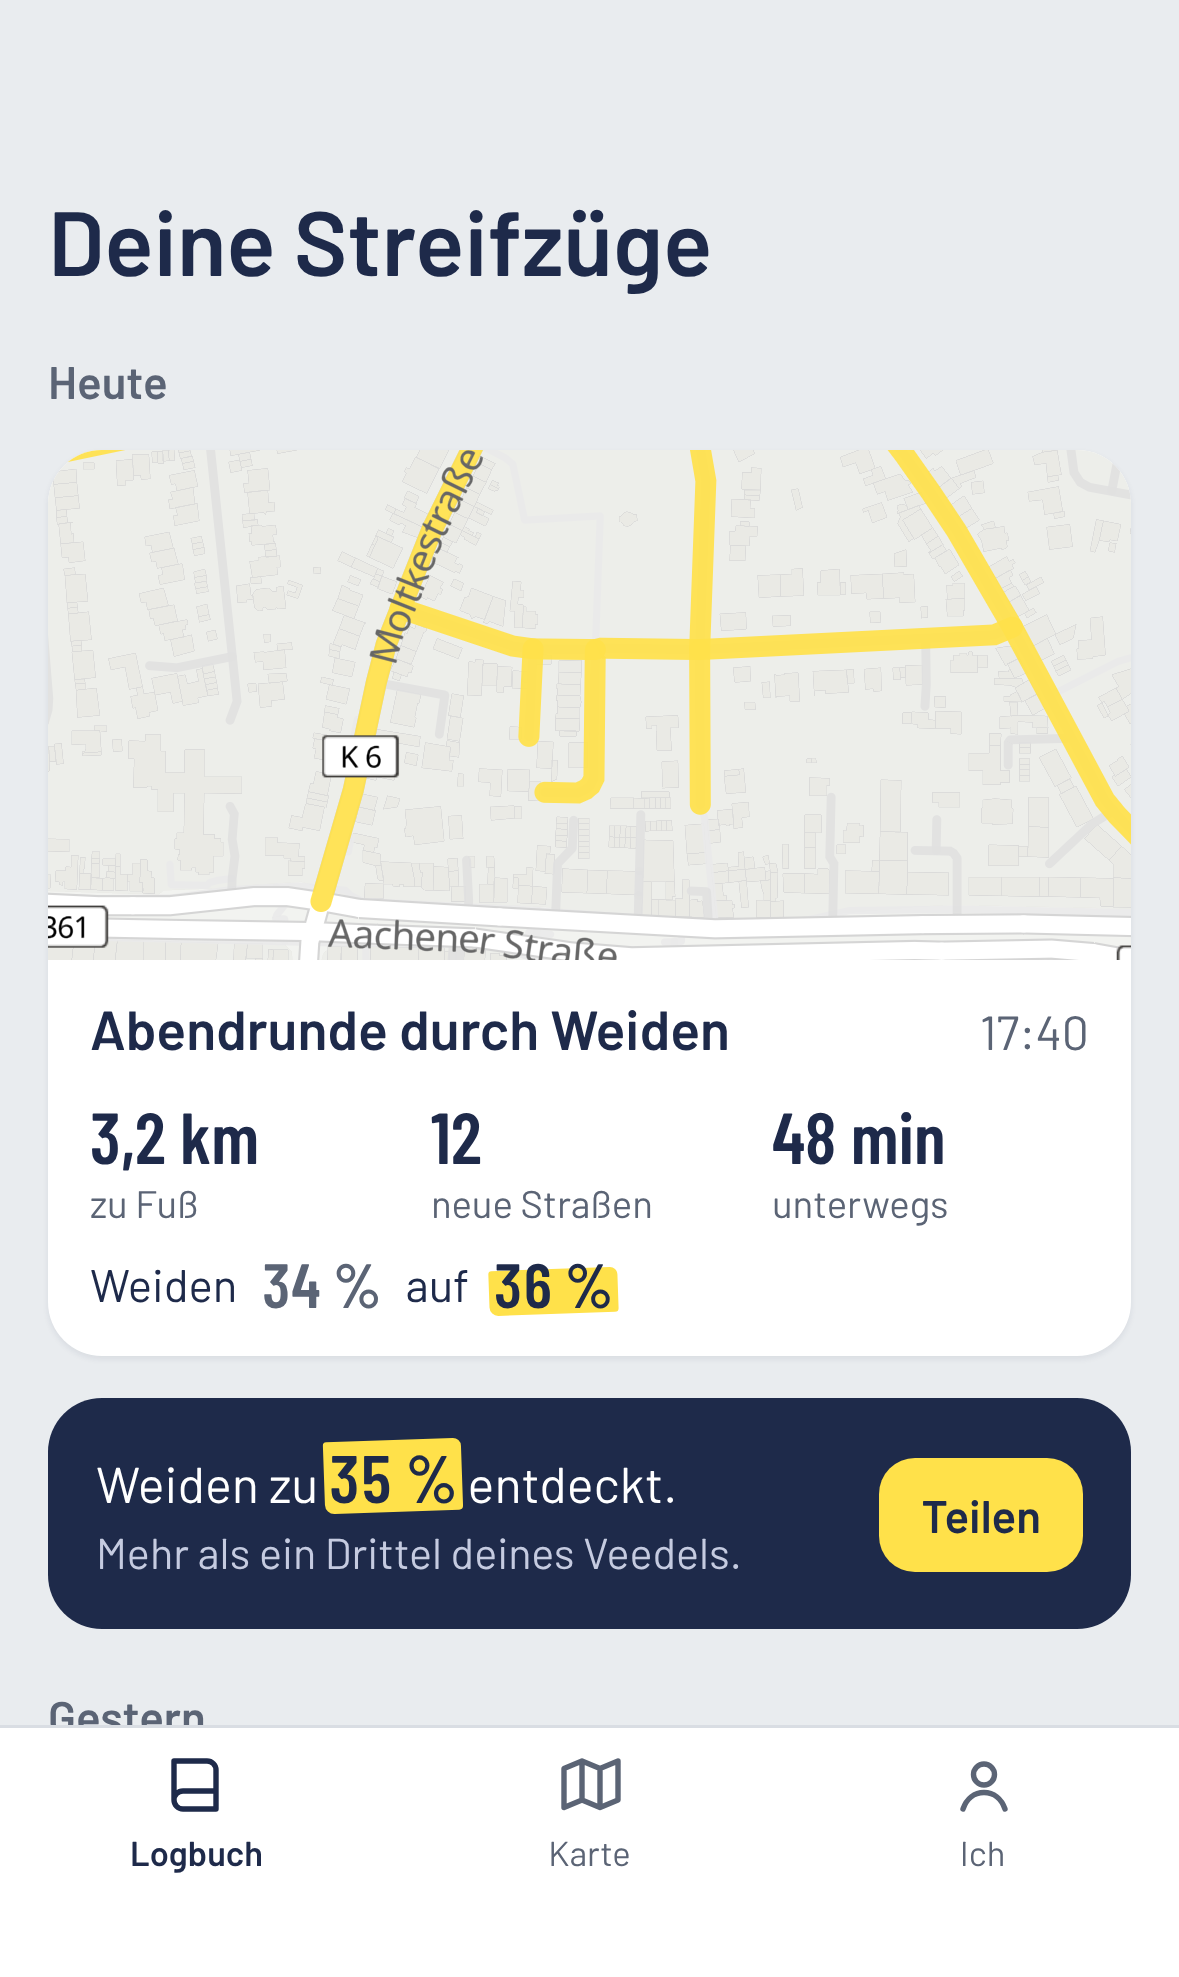 Deine Streifzüge
Heute
Moltkestraße
K 6
361
Aachener Straße
Abendrunde durch Weiden 17:40
3,2 km 12 48 min
zu Fuß neue Straßen unterwegs
Weiden 34 % auf 36 %
Weiden zu 35 % entdeckt.
Mehr als ein Drittel deines Veedels.
Teilen
Gestern
Logbuch Karte Ich